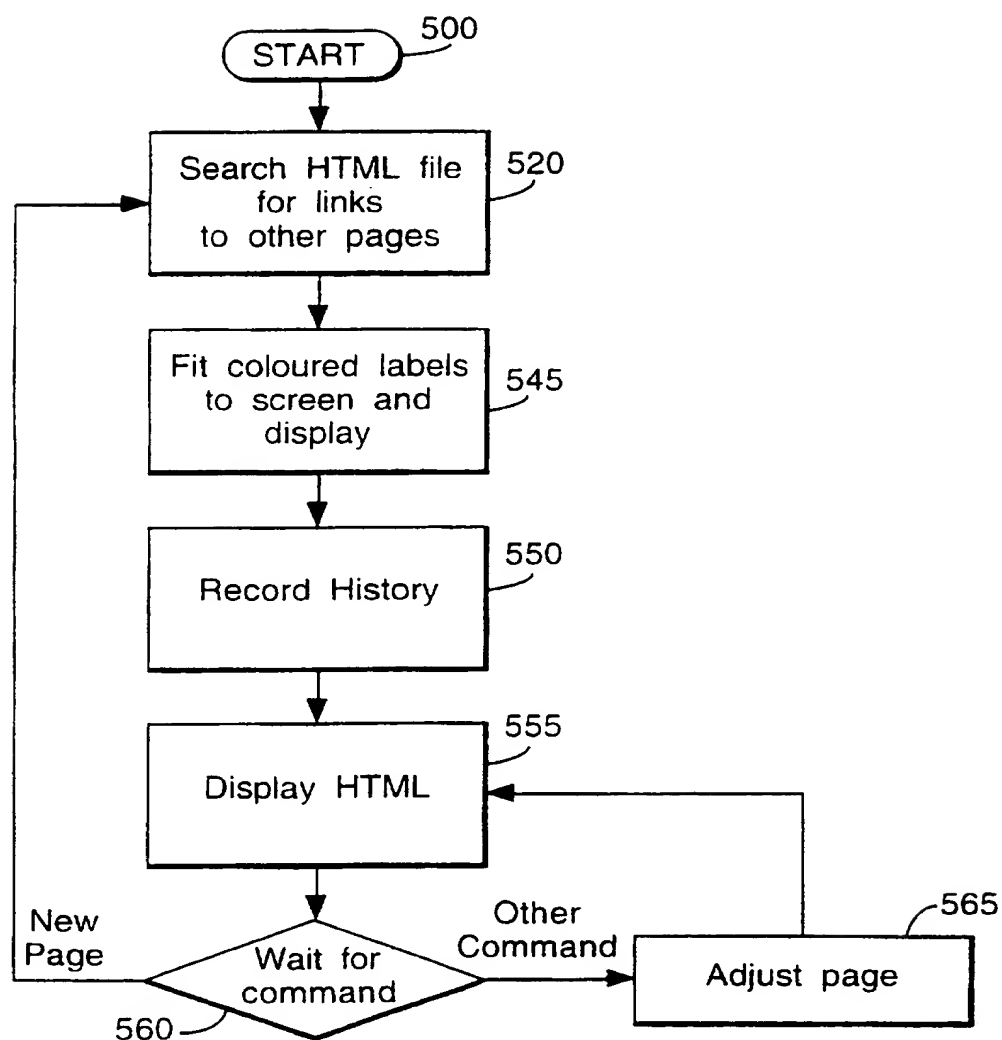 START
500
Search HTML file
for links
to other pages
520
Fit coloured labels
to screen and
display
545
Record History
550
Display HTML
555
New
Page
Wait for
command
560
Other
Command
Adjust page
565